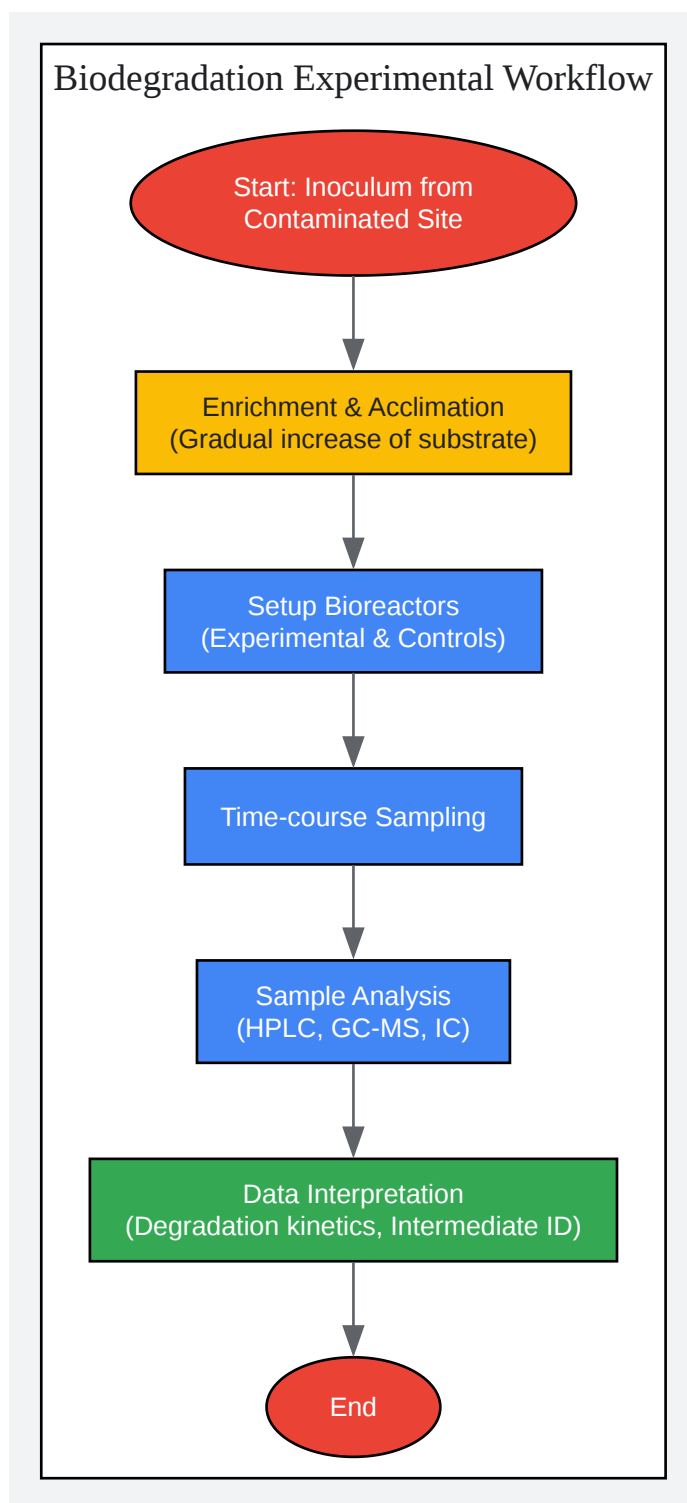 Biodegradation Experimental Workflow
Start: Inoculum from
Contaminated Site
Enrichment & Acclimation
(Gradual increase of substrate)
Setup Bioreactors
(Experimental & Controls)
Time-course Sampling
Sample Analysis
(HPLC, GC-MS, IC)
Data Interpretation
(Degradation kinetics, Intermediate ID)
End